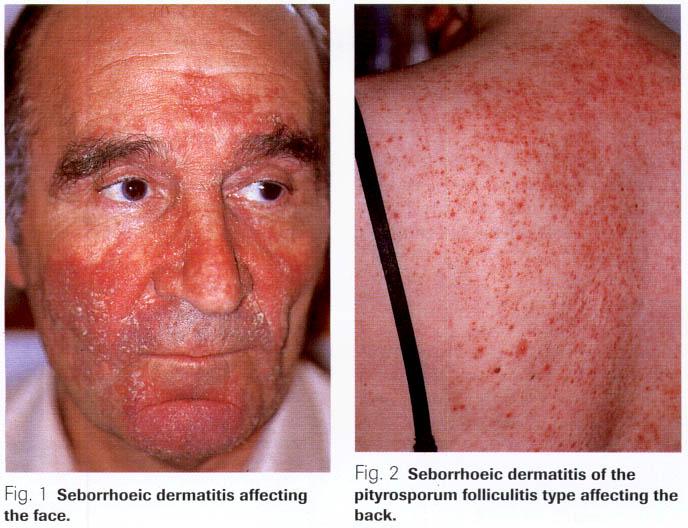 Fig. 1 Seborrhoeic dermatitis affecting
the face.
Fig. 2 Seborrhoeic dermatitis of the
pityrosporum folliculitis type affecting the
back.